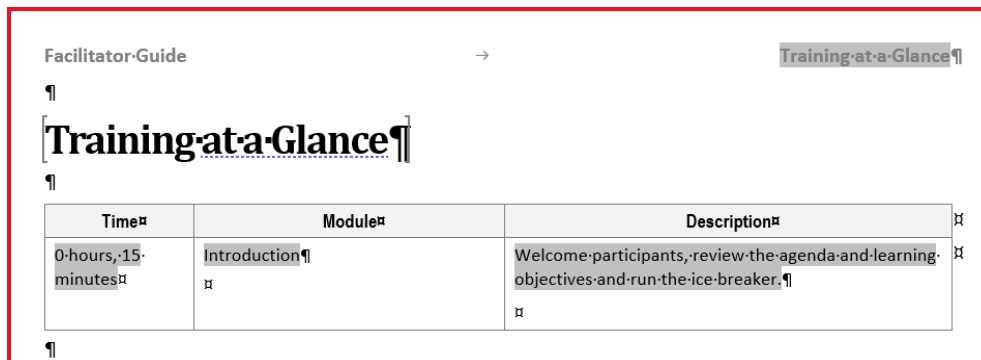 Facilitator·Guide → Training·at·a·Glance¶
¶
Training·at·a·Glance¶
¶
Time¤ Module¤ Description¤ ¤
0·hours,·15· Introduction¶ Welcome·participants,·review·the·agenda·and·learning· ¤
minutes¤ ¤ objectives·and·run·the·ice·breaker.¶
¤
¶